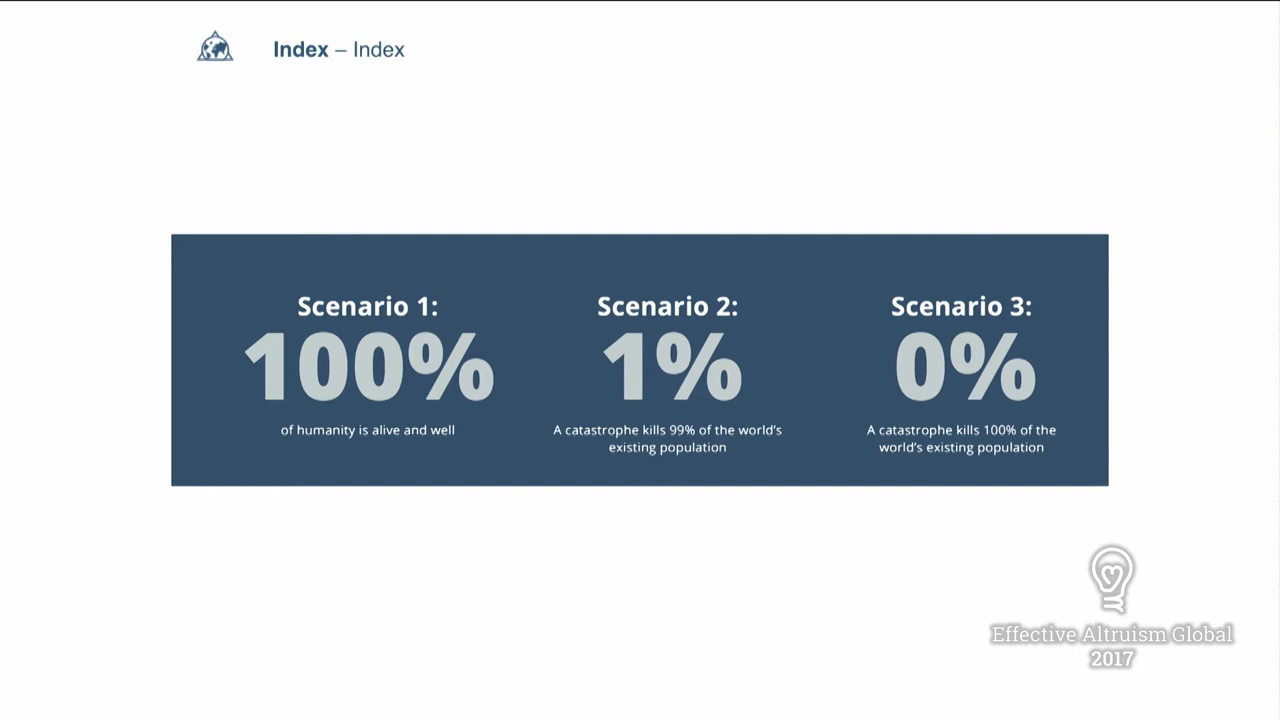 Index – Index
Scenario 1:
100%
of humanity is alive and well
Scenario 2:
1%
A catastrophe kills 99% of the world’s
existing population
Scenario 3:
0%
A catastrophe kills 100% of the
world’s existing population
Effective Altruism Global
2017